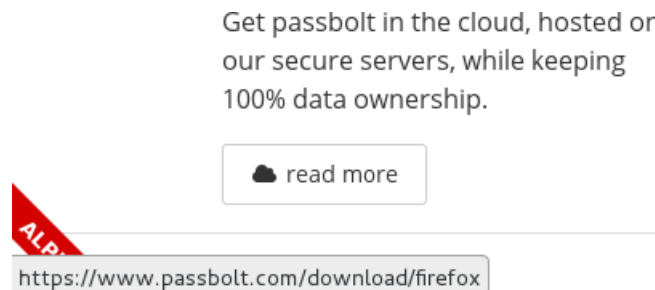 Get passbolt in the cloud, hosted on
our secure servers, while keeping
100% data ownership.
read more
https://www.passbolt.com/download/firefox